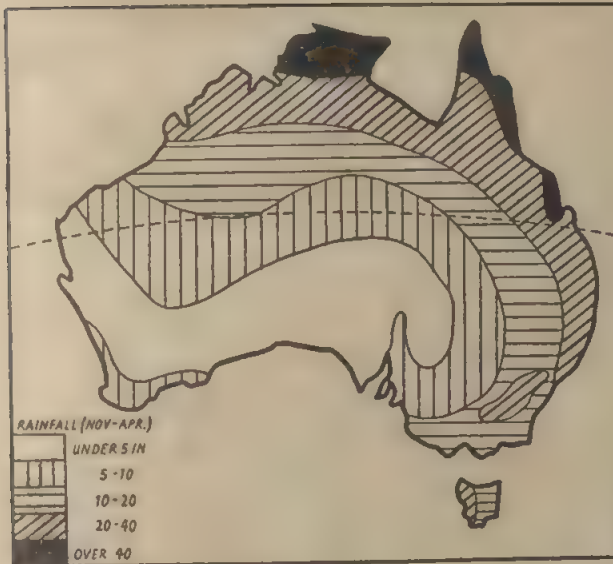 RAINFALL (NOV-APR.)
UNDER 5 IN
5-10
10-20
20-40
OVER 40